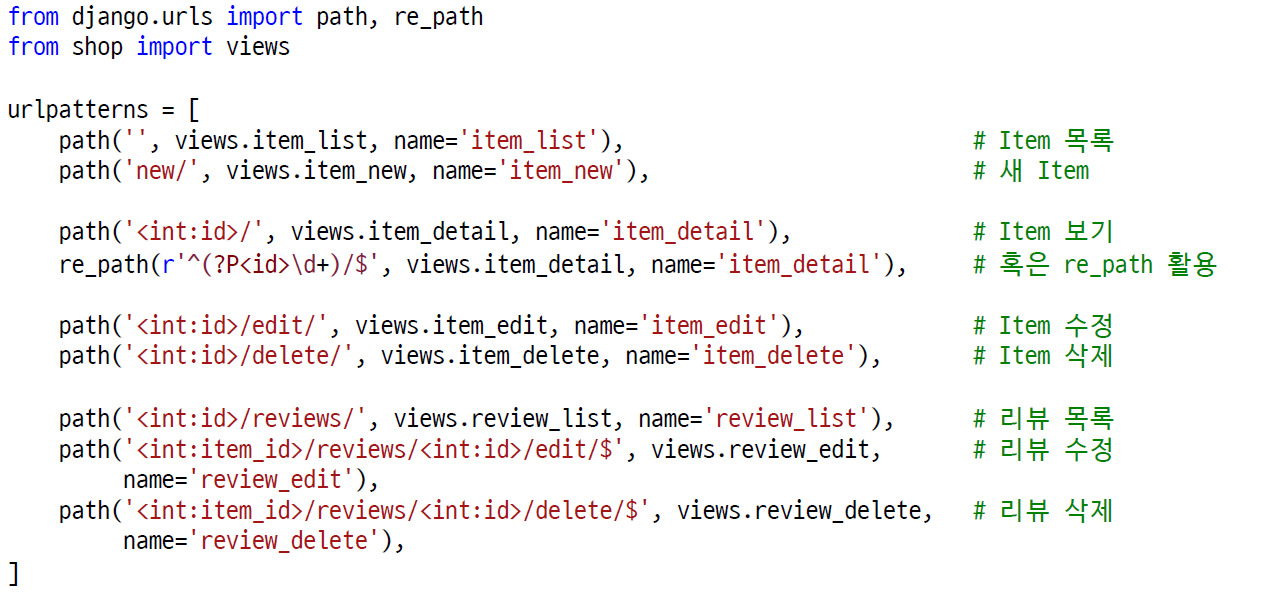 from django.urls import path, re_path
from shop import views

urlpatterns = [
    path('', views.item_list, name='item_list'),                           # Item 목록
    path('new/', views.item_new, name='item_new'),                         # 새 Item

    path('<int:id>/', views.item_detail, name='item_detail'),              # Item 보기
    re_path(r'^(?P<id>\d+)/$', views.item_detail, name='item_detail'),     # 혹은 re_path 활용

    path('<int:id>/edit/', views.item_edit, name='item_edit'),             # Item 수정
    path('<int:id>/delete/', views.item_delete, name='item_delete'),       # Item 삭제

    path('<int:id>/reviews/', views.review_list, name='review_list'),      # 리뷰 목록
    path('<int:item_id>/reviews/<int:id>/edit/$', views.review_edit,       # 리뷰 수정
         name='review_edit'),
    path('<int:item_id>/reviews/<int:id>/delete/$', views.review_delete,   # 리뷰 삭제
         name='review_delete'),
]